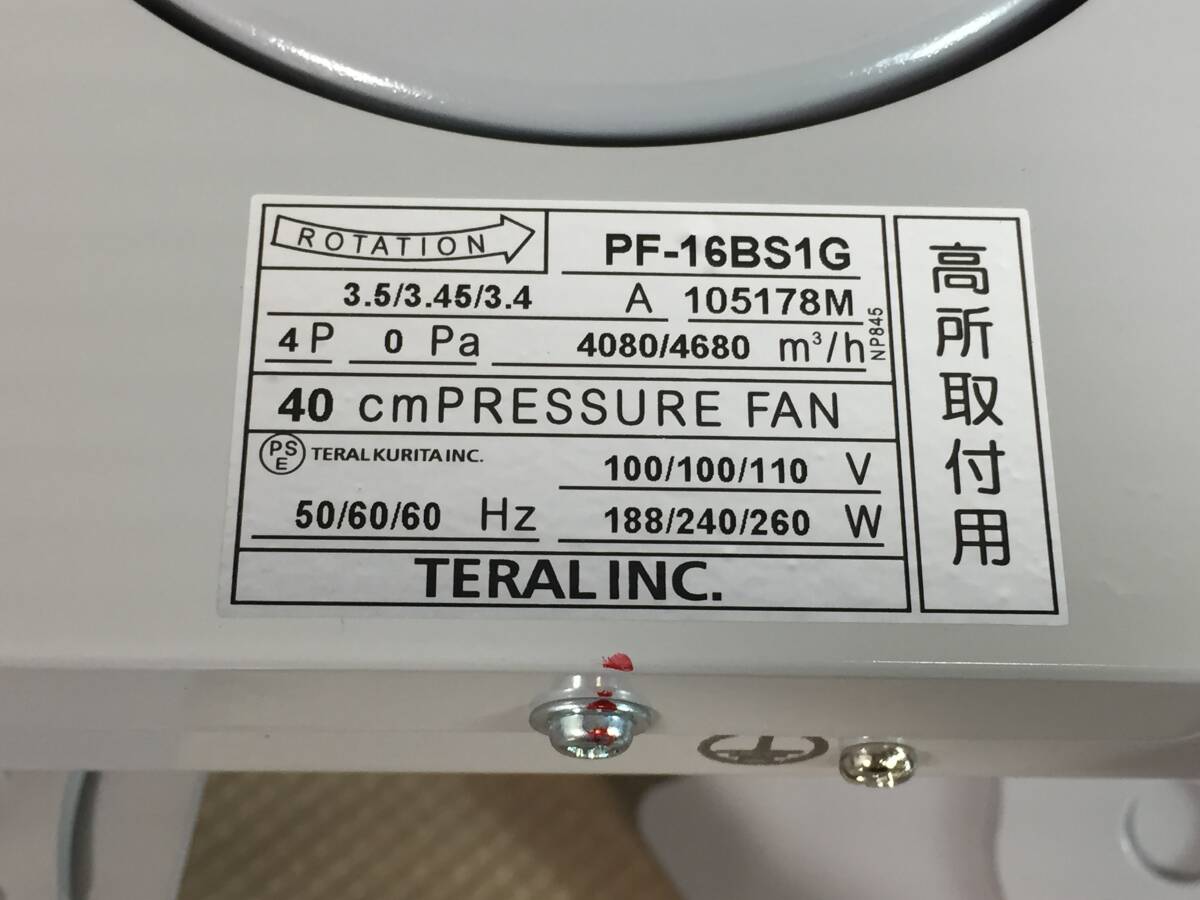 ROTATION
PF-16BS1G
3.5/3.45/3.4 A 105178M
4P 0 Pa 4080/4680 m³/h
NP845
40 cmPRESSURE FAN
PSE TERAL KURITA INC.
100/100/110 V
50/60/60 Hz 188/240/260 W
TERAL INC.
高所取付用